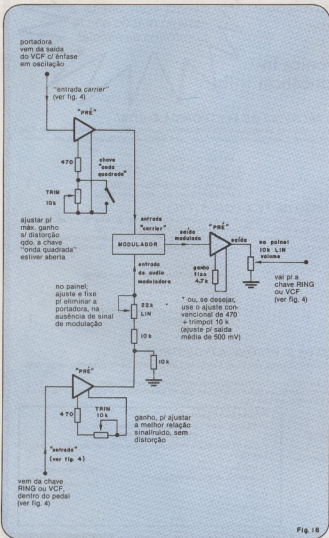 portadora
vem da saída
do VCF c/ ênfase
em oscilação
"entrada carrier"
(ver fig. 4)
"PRÉ"
470
chave
"onda
quadrada"
TRIM
10k
ajustar p/
máx. ganho
s/ distorção
qdo. a chave
"onda quadrada"
estiver aberta
entrada
"carrier"
MODULADOR
saída
modulada
"PRÉ"
saída
no painel
10k LIN
volume
ganho
fixo
4,7k
vai p/ a
chave RING
ou VCF
(ver fig. 4)
entrada
de audio
moduladora
no painel,
ajuste e fixe
p/ eliminar a
portadora, na
ausência de sinal
de modulação
22k
LIN
* ou, se desejar,
use o ajuste con-
vencional de 470
+ trimpot 10 k
(ajuste p/ saída
média de 500 mV)
10k
10k
"PRÉ"
470
TRIM
10k
ganho, p/ ajustar
a melhor relação
sinal/ruído, sem
distorção
"entrada"
(ver fig. 4)
vem da chave
RING ou VCF,
dentro do pedal
(ver fig. 4)
Fig. 18